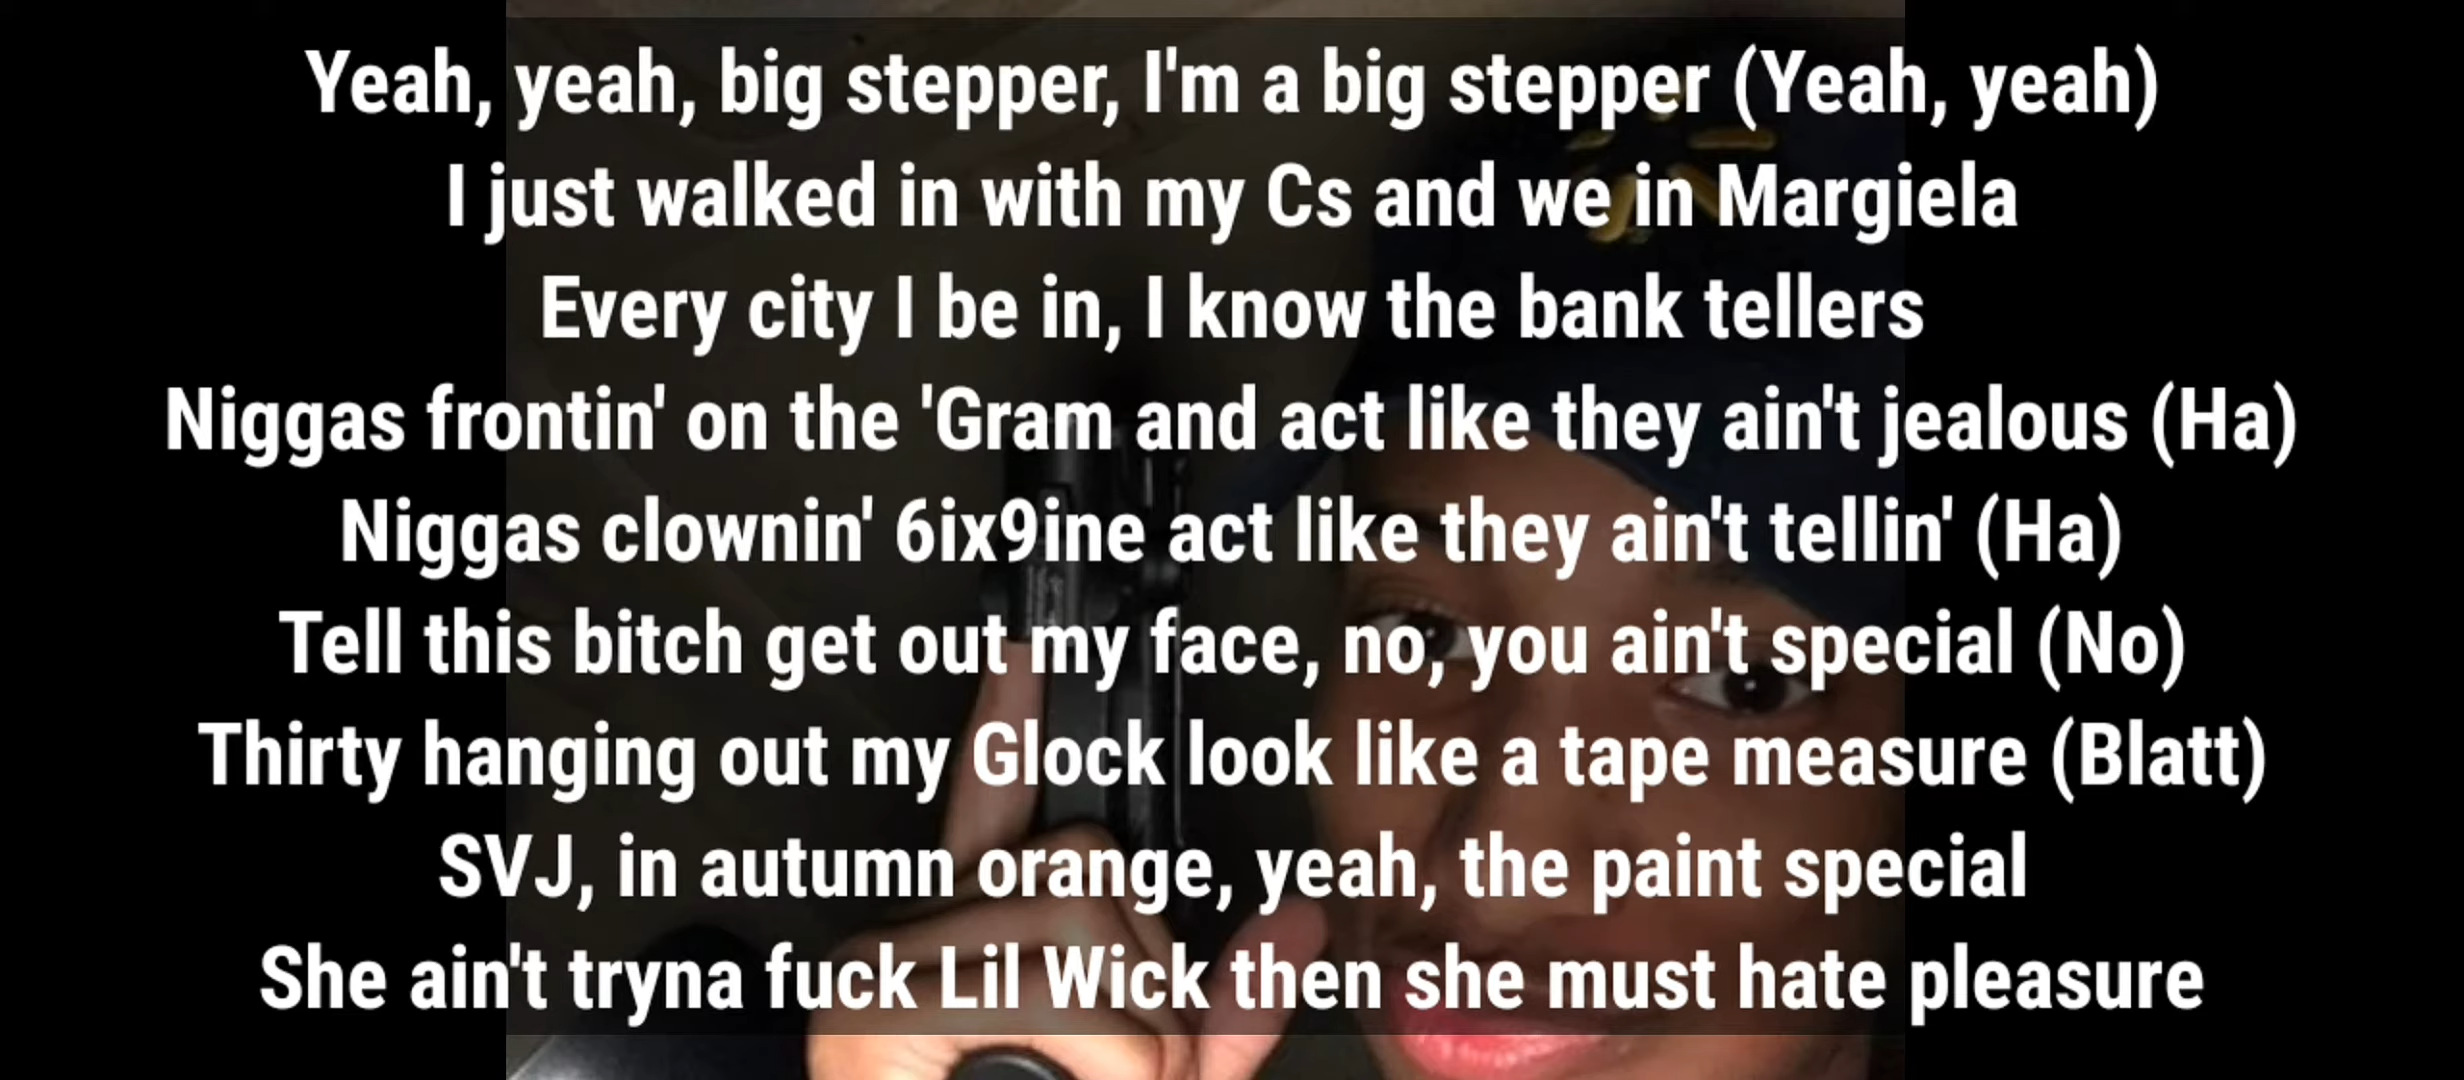 Yeah, yeah, big stepper, I'm a big stepper (Yeah, yeah)
I just walked in with my Cs and we in Margiela
Every city I be in, I know the bank tellers
Niggas frontin' on the 'Gram and act like they ain't jealous (Ha)
Niggas clownin' 6ix9ine act like they ain't tellin' (Ha)
Tell this bitch get out my face, no, you ain't special (No)
Thirty hanging out my Glock look like a tape measure (Blatt)
SVJ, in autumn orange, yeah, the paint special
She ain't tryna fuck Lil Wick then she must hate pleasure